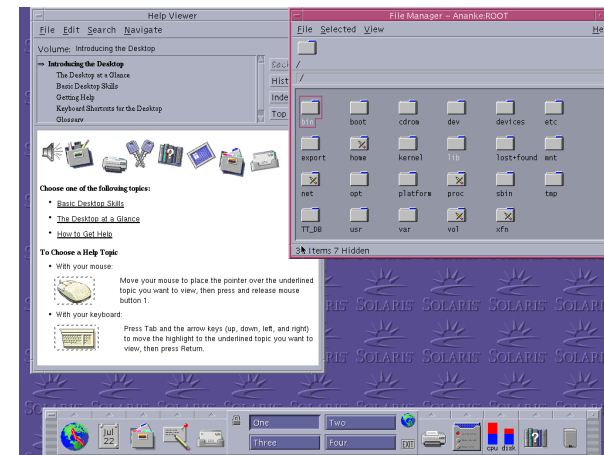 Help Viewer
File Edit Search Navigate
Volume: Introducing the Desktop
Introducing the Desktop
The Desktop at a Glance
Basic Desktop Skills
Getting Help
Keyboard Shortcuts for the Desktop
Glossary
Hist
Inde
Top
Choose one of the following topics:
Basic Desktop Skills
The Desktop at a Glance
How to Get Help
To Choose a Help Topic
With your mouse:
Move your mouse to place the pointer over the underlined
topic you want to view, then press and release mouse
button 1.
With your keyboard:
Press Tab and the arrow keys (up, down, left, and right)
to move the highlight to the underlined topic you want to
view, then press Return.
File Manager – Ananke:ROOT
File Selected View He
/
/
bin boot cdrom dev devices etc
export home kernel lib lost+found mnt
net opt platform proc sbin tmp
TT_DB usr var vol xfn
Items 7 Hidden
SOLARIS SOLARIS SOLARIS SOLARIS
SOLARIS SOLARIS SOLARIS
One Two
Three Four
Jul
22
EXIT
cpu disk